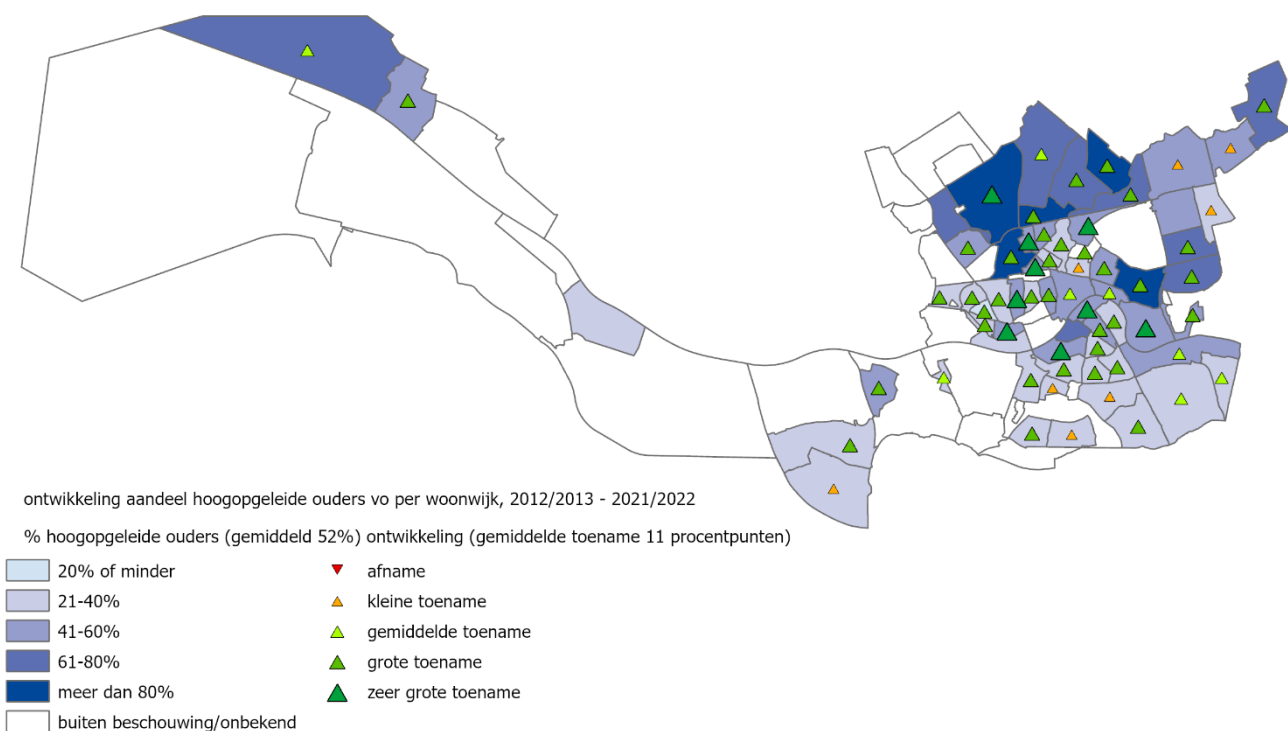 ontwikkeling aandeel hoogopgeleide ouders vo per woonwijk, 2012/2013 - 2021/2022
% hoogopgeleide ouders (gemiddeld 52%) ontwikkeling (gemiddelde toename 11 procentpunten)
20% of minder
afname
21-40%
kleine toename
41-60%
gemiddelde toename
61-80%
grote toename
meer dan 80%
zeer grote toename
buiten beschouwing/onbekend